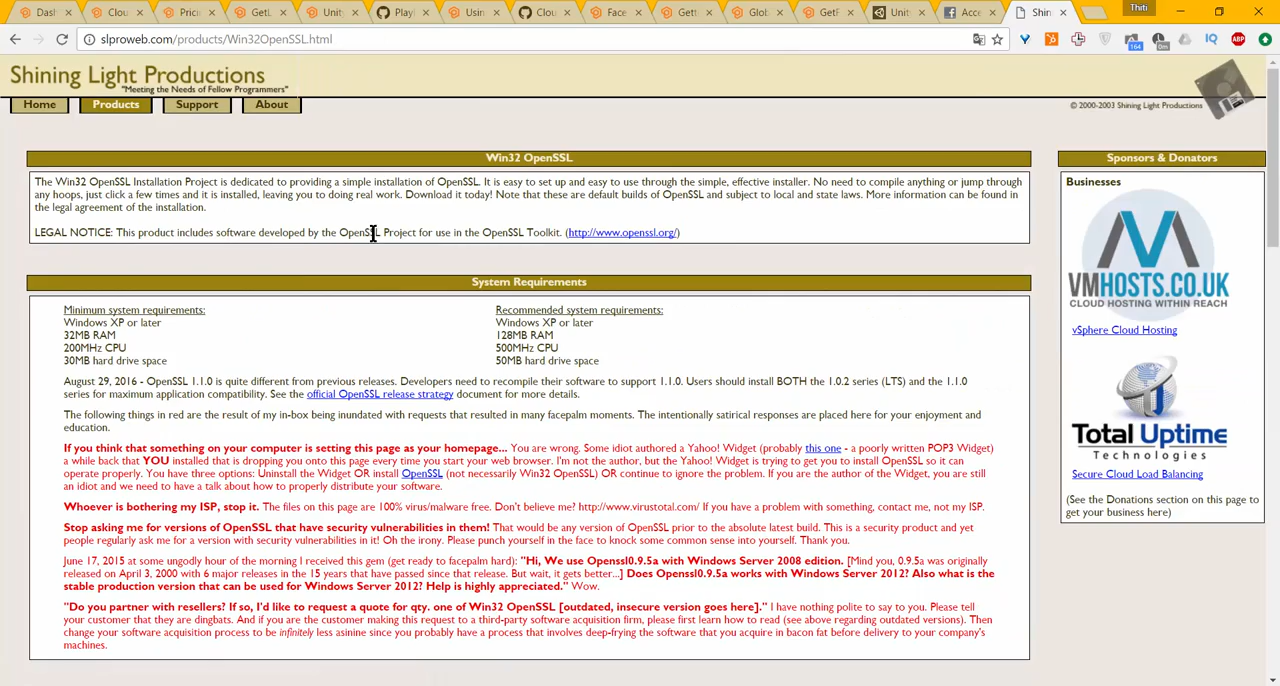 Dash
Clou
Pricin
GetL
Unity
Playl
Usin
Clou
Face
Gett
Glob
GetF
Unit
Acce
Shin
Thiti
slproweb.com/products/Win32OpenSSL.html
164
0m
IQ
ABP
Shining Light Productions
"Meeting the Needs of Fellow Programmers"
Home Products Support About
© 2000-2003 Shining Light Productions
Win32 OpenSSL
The Win32 OpenSSL Installation Project is dedicated to providing a simple installation of OpenSSL. It is easy to set up and easy to use through the simple, effective installer. No need to compile anything or jump through
any hoops, just click a few times and it is installed, leaving you to doing real work. Download it today! Note that these are default builds of OpenSSL and subject to local and state laws. More information can be found in
the legal agreement of the installation.
LEGAL NOTICE: This product includes software developed by the OpenSSL Project for use in the OpenSSL Toolkit. (http://www.openssl.org/)
System Requirements
Minimum system requirements:
Windows XP or later
32MB RAM
200MHz CPU
30MB hard drive space
Recommended system requirements:
Windows XP or later
128MB RAM
500MHz CPU
50MB hard drive space
August 29, 2016 - OpenSSL 1.1.0 is quite different from previous releases. Developers need to recompile their software to support 1.1.0. Users should install BOTH the 1.0.2 series (LTS) and the 1.1.0
series for maximum application compatibility. See the official OpenSSL release strategy document for more details.
The following things in red are the result of my in-box being inundated with requests that resulted in many facepalm moments. The intentionally satirical responses are placed here for your enjoyment and
education.
If you think that something on your computer is setting this page as your homepage... You are wrong. Some idiot authored a Yahoo! Widget (probably this one - a poorly written POP3 Widget)
a while back that YOU installed that is dropping you onto this page every time you start your web browser. I'm not the author, but the Yahoo! Widget is trying to get you to install OpenSSL so it can
operate properly. You have three options: Uninstall the Widget OR install OpenSSL (not necessarily Win32 OpenSSL) OR continue to ignore the problem. If you are the author of the Widget, you are still
an idiot and we need to have a talk about how to properly distribute your software.
Whoever is bothering my ISP, stop it. The files on this page are 100% virus/malware free. Don't believe me? http://www.virustotal.com/ If you have a problem with something, contact me, not my ISP.
Stop asking me for versions of OpenSSL that have security vulnerabilities in them! That would be any version of OpenSSL prior to the absolute latest build. This is a security product and yet
people regularly ask me for a version with security vulnerabilities in it! Oh the irony. Please punch yourself in the face to knock some common sense into yourself. Thank you.
June 17, 2015 at some ungodly hour of the morning I received this gem (get ready to facepalm hard): "Hi, We use Openssl0.9.5a with Windows Server 2008 edition. [Mind you, 0.9.5a was originally
released on April 3, 2000 with 6 major releases in the 15 years that have passed since that release. But wait, it gets better...] Does Openssl0.9.5a works with Windows Server 2012? Also what is the
stable production version that can be used for Windows Server 2012? Help is highly appreciated." Wow.
"Do you partner with resellers? If so, I'd like to request a quote for qty. one of Win32 OpenSSL [outdated, insecure version goes here]." I have nothing polite to say to you. Please tell
your customer that they are dingbats. And if you are the customer making this request to a third-party software acquisition firm, please first learn how to read (see above regarding outdated versions). Then
change your software acquisition process to be infinitely less asinine since you probably have a process that involves deep-frying the software that you acquire in bacon fat before delivery to your company's
machines.
Sponsors & Donators
Businesses
VMHOSTS.CO.UK
CLOUD HOSTING WITHIN REACH
vSphere Cloud Hosting
Total Uptime
Technologies
Secure Cloud Load Balancing
(See the Donations section on this page to
get your business here)